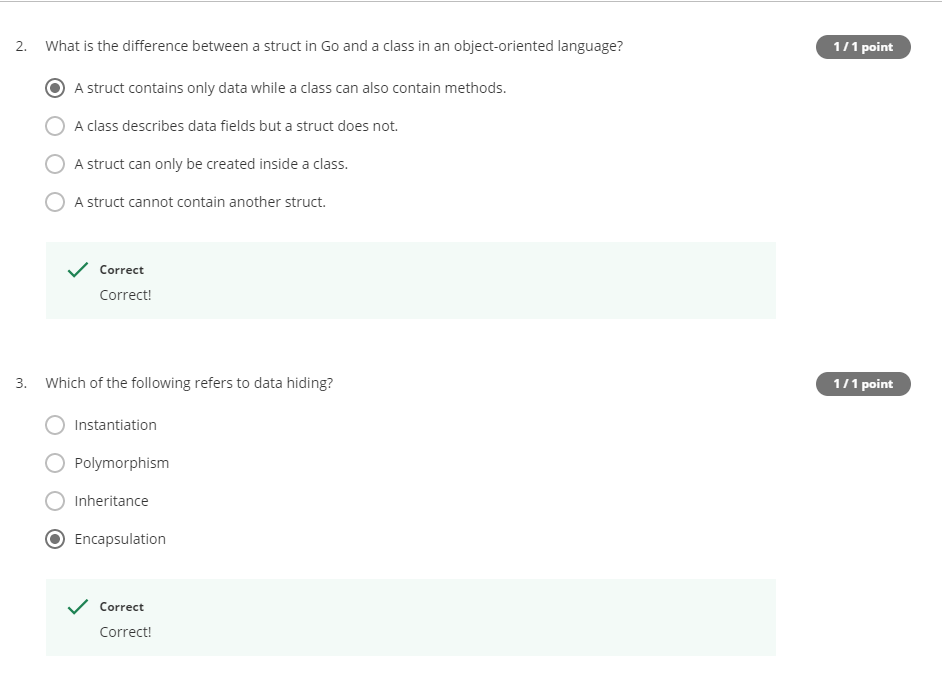 2. What is the difference between a struct in Go and a class in an object-oriented language? 1 / 1 point
A struct contains only data while a class can also contain methods.
A class describes data fields but a struct does not.
A struct can only be created inside a class.
A struct cannot contain another struct.
Correct
Correct!
3. Which of the following refers to data hiding? 1 / 1 point
Instantiation
Polymorphism
Inheritance
Encapsulation
Correct
Correct!